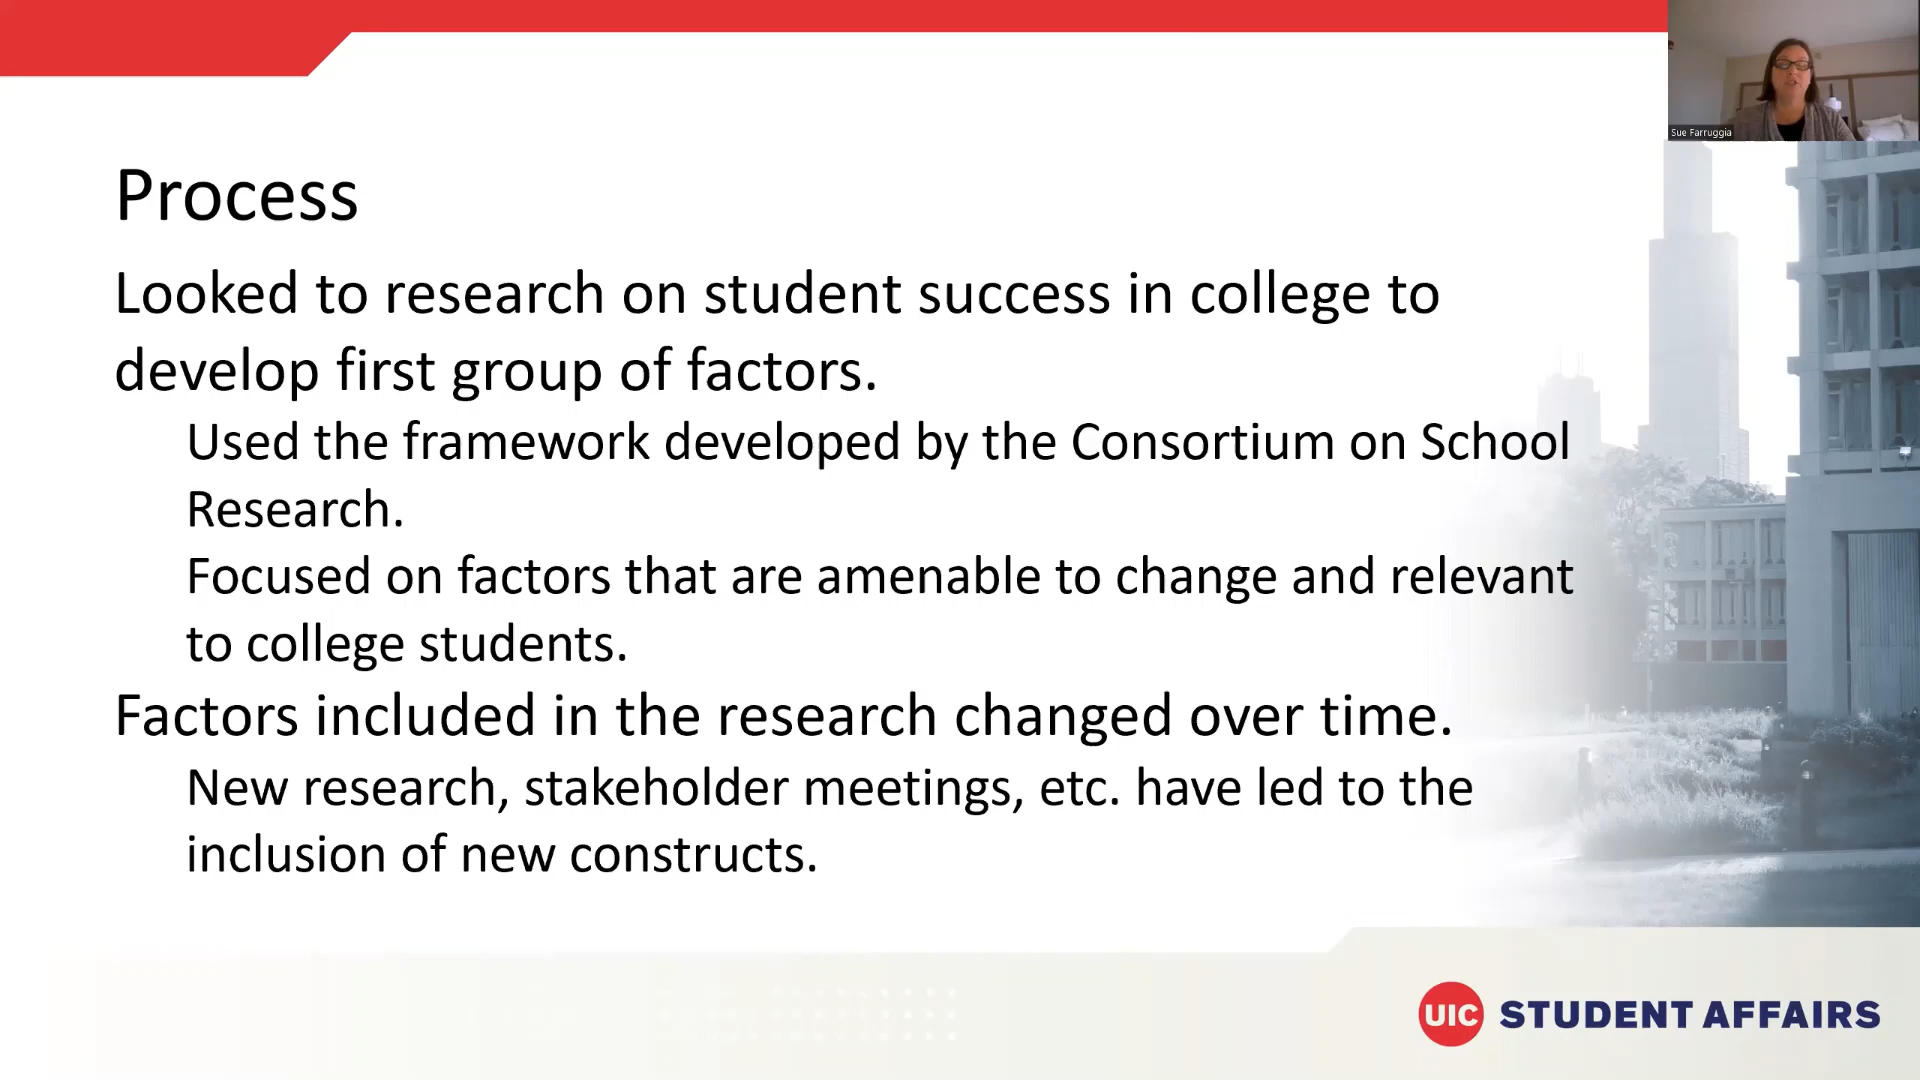 Sue Farruggia
Process
Looked to research on student success in college to
develop first group of factors.
Used the framework developed by the Consortium on School
Research.
Focused on factors that are amenable to change and relevant
to college students.
Factors included in the research changed over time.
New research, stakeholder meetings, etc. have led to the
inclusion of new constructs.
UIC STUDENT AFFAIRS